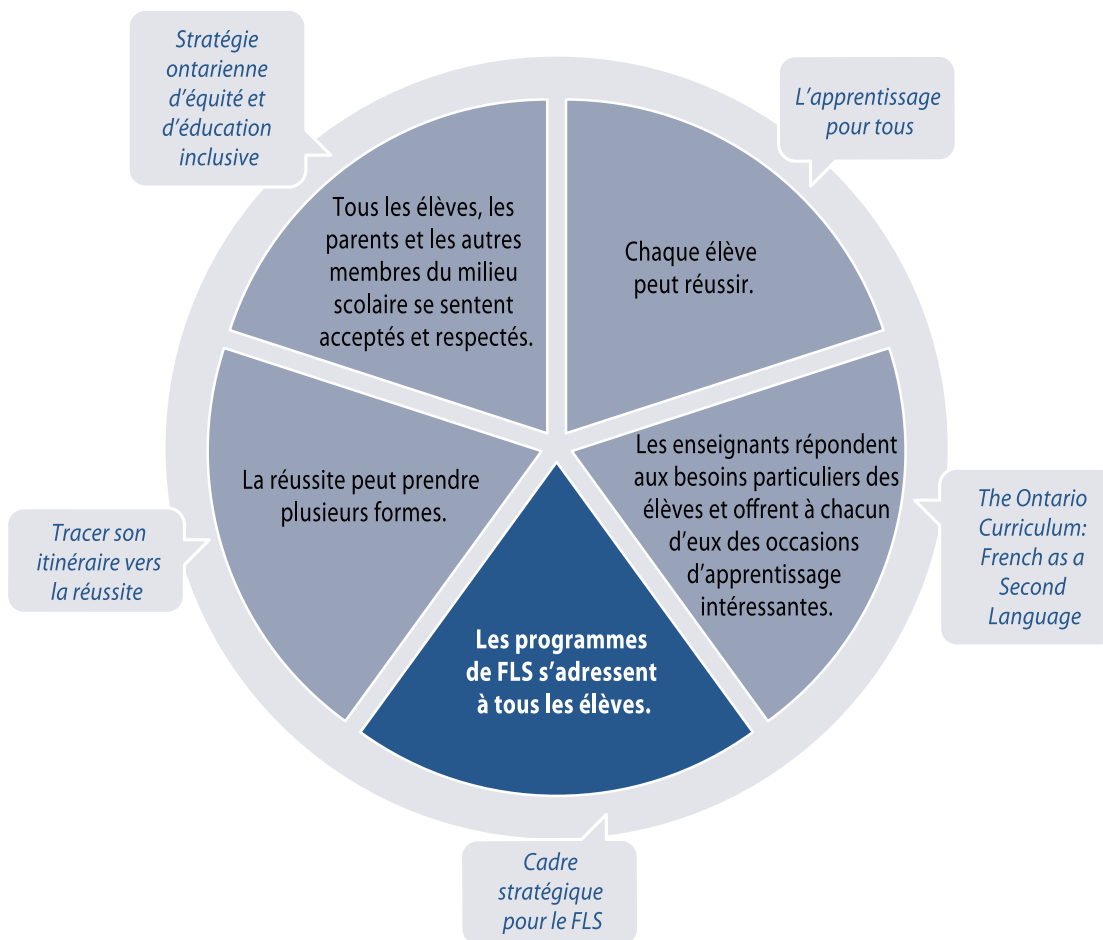 Stratégie
ontarienne
d'équité et
d'éducation
inclusive
L'apprentissage
pour tous
Tous les élèves, les
parents et les autres
membres du milieu
scolaire se sentent
acceptés et respectés.
Chaque élève
peut réussir.
La réussite peut prendre
plusieurs formes.
Les enseignants répondent
aux besoins particuliers des
élèves et offrent à chacun
d'eux des occasions
d'apprentissage
intéressantes.
Tracer son
itinéraire vers
la réussite
The Ontario
Curriculum:
French as a
Second
Language
Les programmes
de FLS s'adressent
à tous les élèves.
Cadre
stratégique
pour le FLS